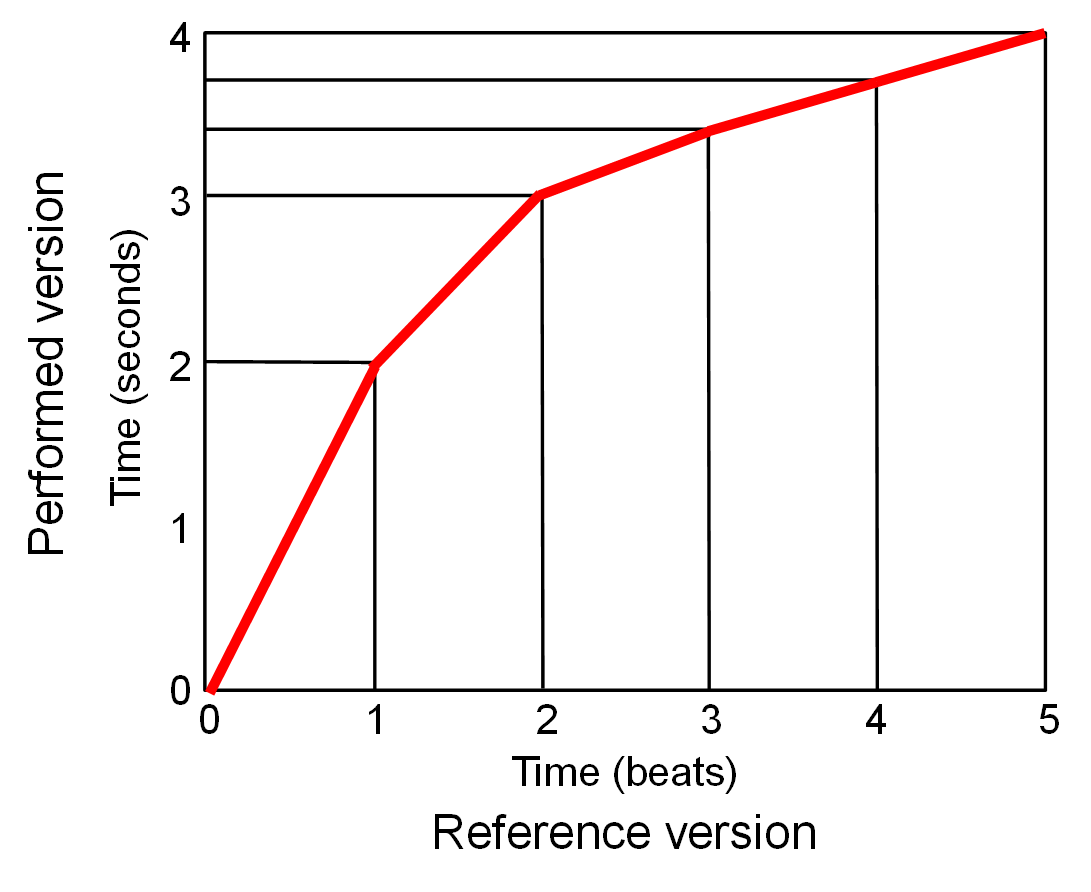 Performed version
Time (seconds)
4
3
2
1
0
0 1 2 3 4 5
Time (beats)
Reference version